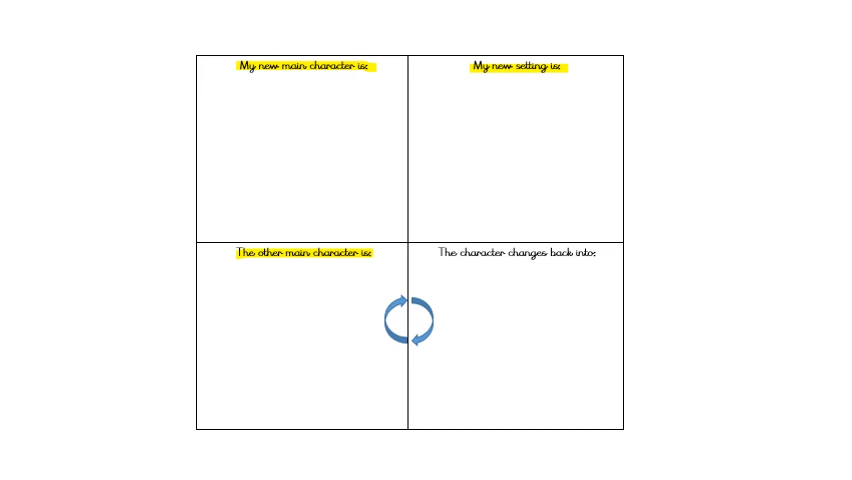 My new main character is:
My new setting is:
The other main character is:
The character changes back into: